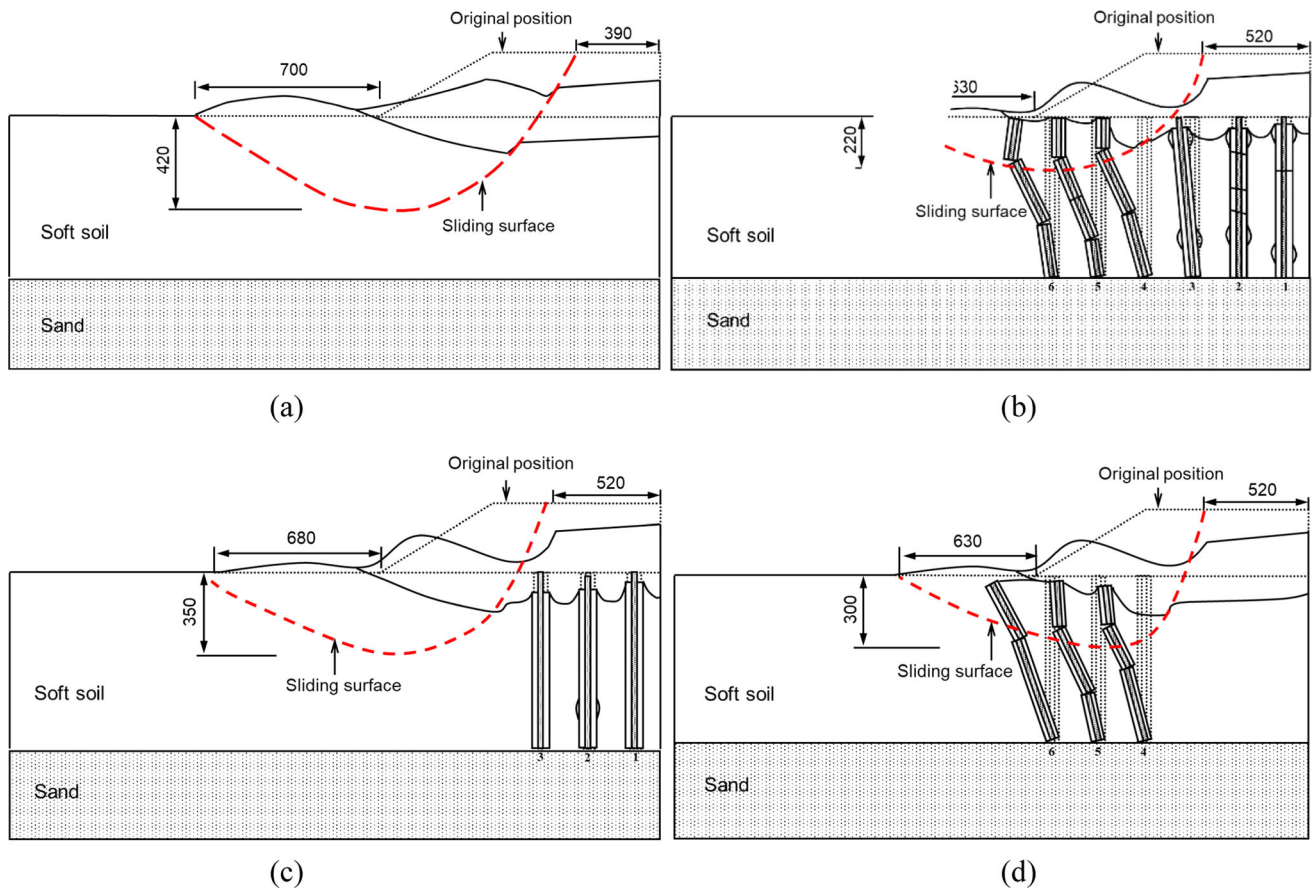 Original position
390
700
420
Sliding surface
Soft soil
Sand
(a)
Original position
520
630
220
Sliding surface
Soft soil
6 5 4 3 2 1
Sand
(b)
Original position
520
680
350
Sliding surface
Soft soil
3 2 1
Sand
(c)
Original position
520
630
300
Sliding surface
Soft soil
6 5 4
Sand
(d)